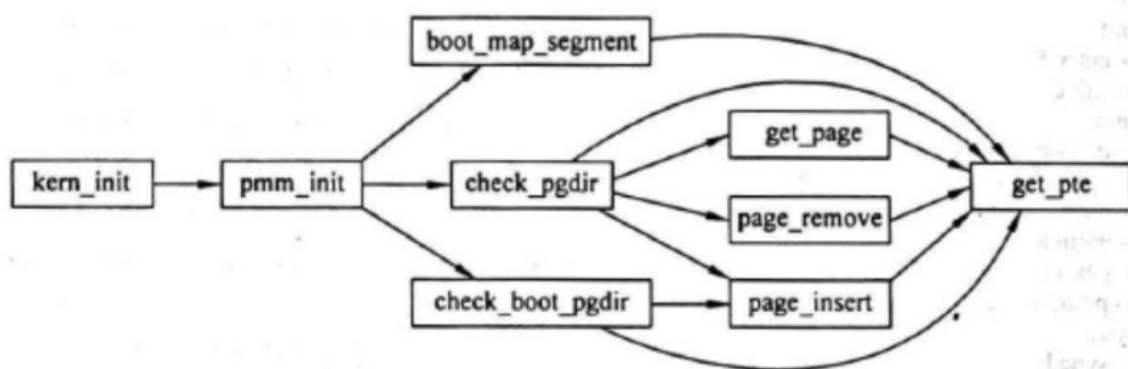 boot_map_segment
get_page
kern_init
pmm_init
check_pgdir
get_pte
page_remove
check_boot_pgdir
page_insert